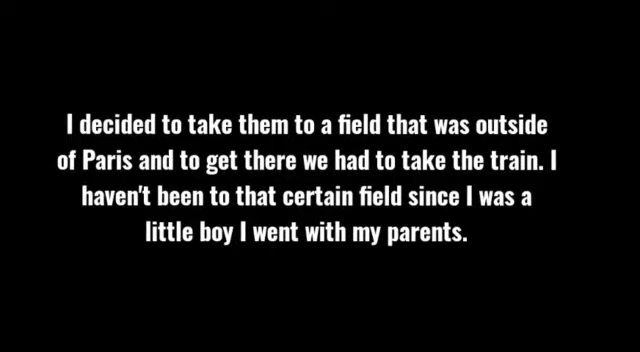 I decided to take them to a field that was outside
of Paris and to get there we had to take the train. I
haven't been to that certain field since I was a
little boy I went with my parents.